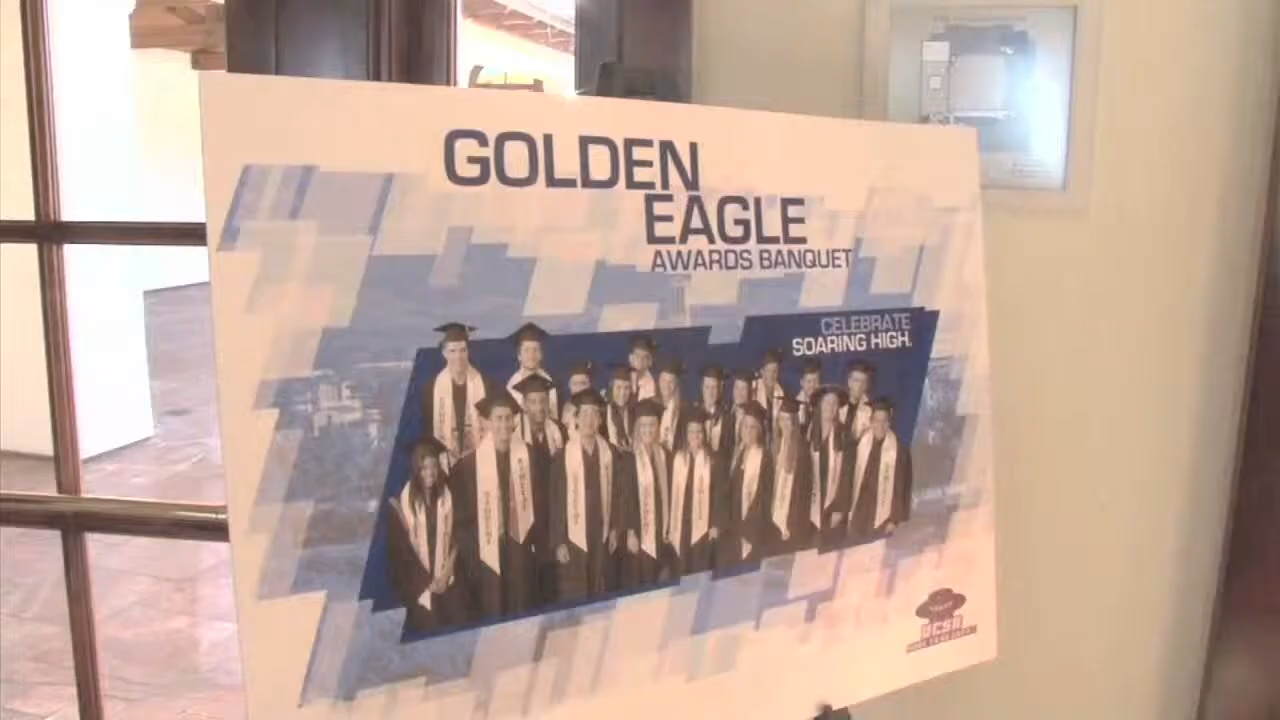 GOLDEN
EAGLE
AWARDS BANQUET
CELEBRATE
SOARING HIGH.
UCSB